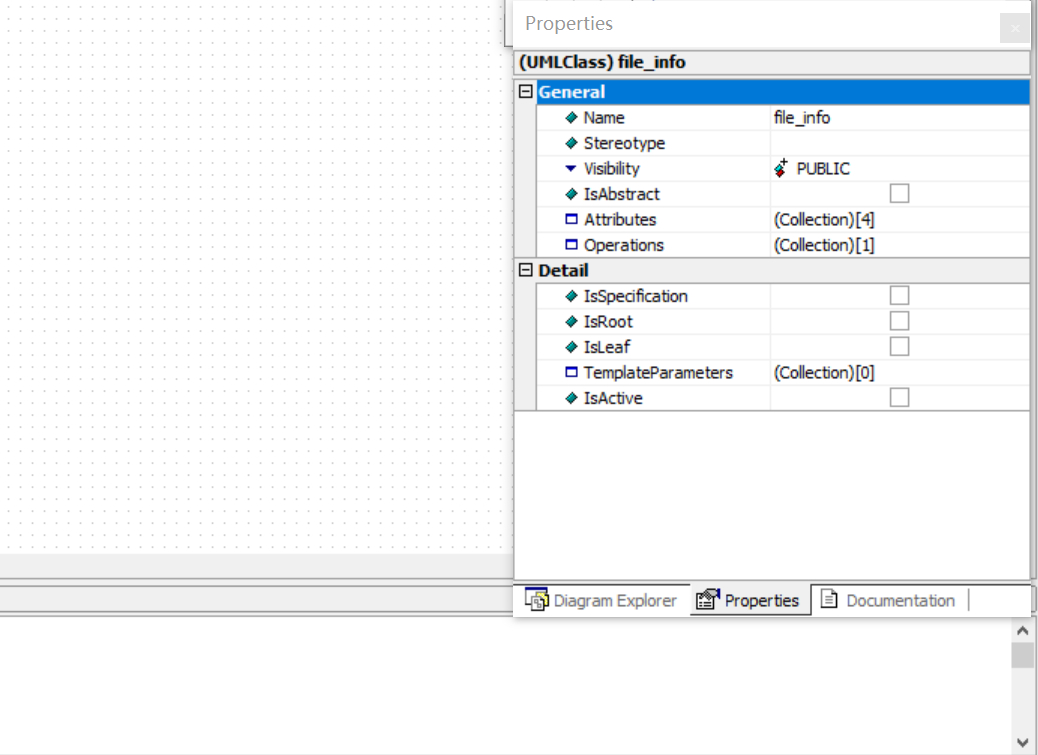 Properties
(UMLClass) file_info
General
Name file_info
Stereotype
Visibility PUBLIC
IsAbstract
Attributes (Collection)[4]
Operations (Collection)[1]
Detail
IsSpecification
IsRoot
IsLeaf
TemplateParameters (Collection)[0]
IsActive
Diagram Explorer Properties Documentation